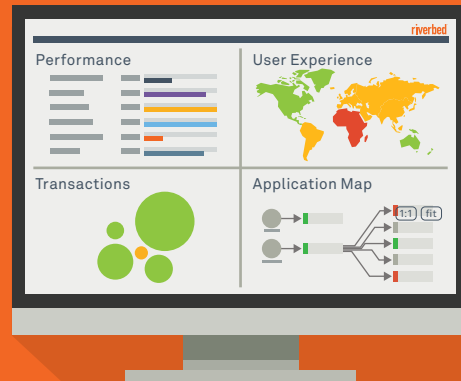 riverbed
Performance
User Experience
Transactions
Application Map
1:1 fit